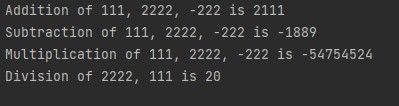 Addition of 111, 2222, -222 is 2111
Subtraction of 111, 2222, -222 is -1889
Multiplication of 111, 2222, -222 is -54754524
Division of 2222, 111 is 20